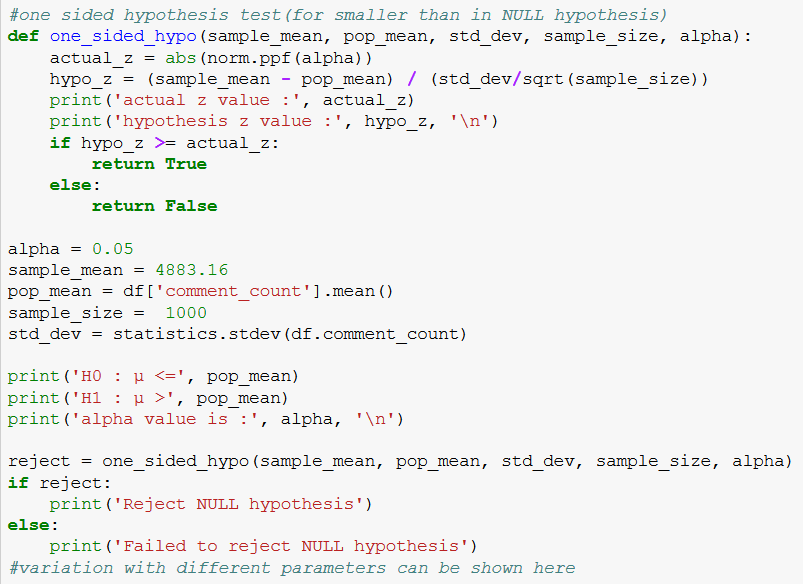 #one sided hypothesis test(for smaller than in NULL hypothesis)
def one_sided_hypo(sample_mean, pop_mean, std_dev, sample_size, alpha):
    actual_z = abs(norm.ppf(alpha))
    hypo_z = (sample_mean - pop_mean) / (std_dev/sqrt(sample_size))
    print('actual z value :', actual_z)
    print('hypothesis z value :', hypo_z, '\n')
    if hypo_z >= actual_z:
        return True
    else:
        return False

alpha = 0.05
sample_mean = 4883.16
pop_mean = df['comment_count'].mean()
sample_size =  1000
std_dev = statistics.stdev(df.comment_count)

print('H0 : μ <=', pop_mean)
print('H1 : μ >', pop_mean)
print('alpha value is :', alpha, '\n')

reject = one_sided_hypo(sample_mean, pop_mean, std_dev, sample_size, alpha)
if reject:
    print('Reject NULL hypothesis')
else:
    print('Failed to reject NULL hypothesis')
#variation with different parameters can be shown here